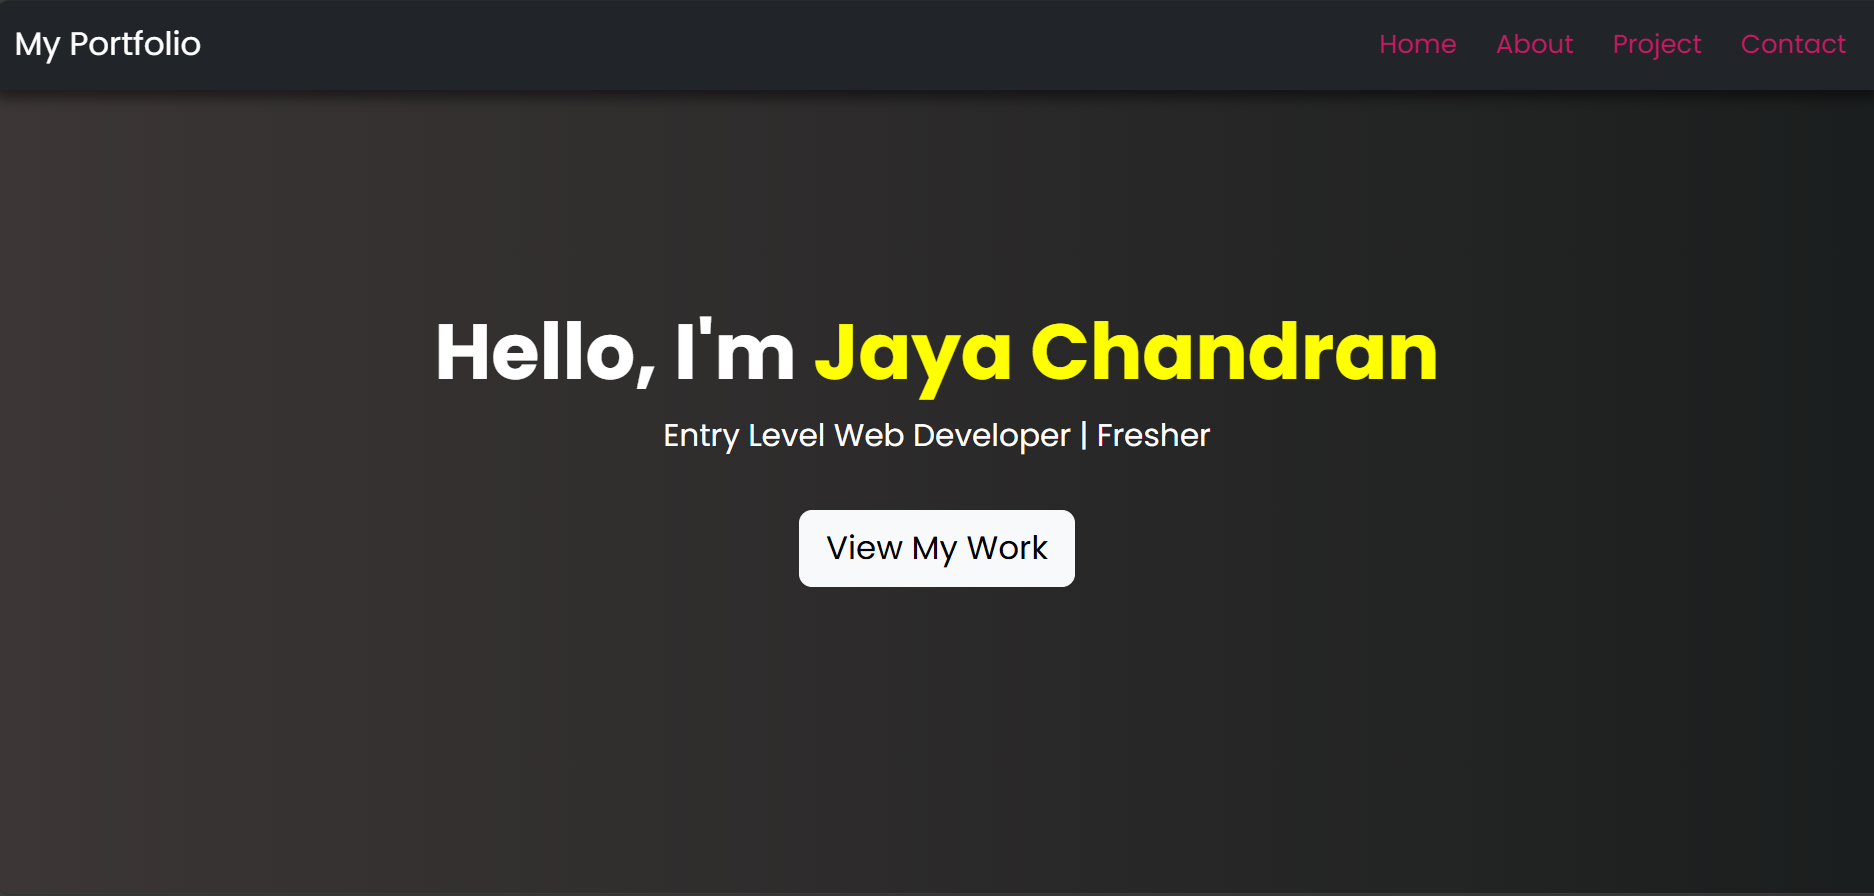 My Portfolio
Home About Project Contact
Hello, I'm Jaya Chandran
Entry Level Web Developer | Fresher
View My Work